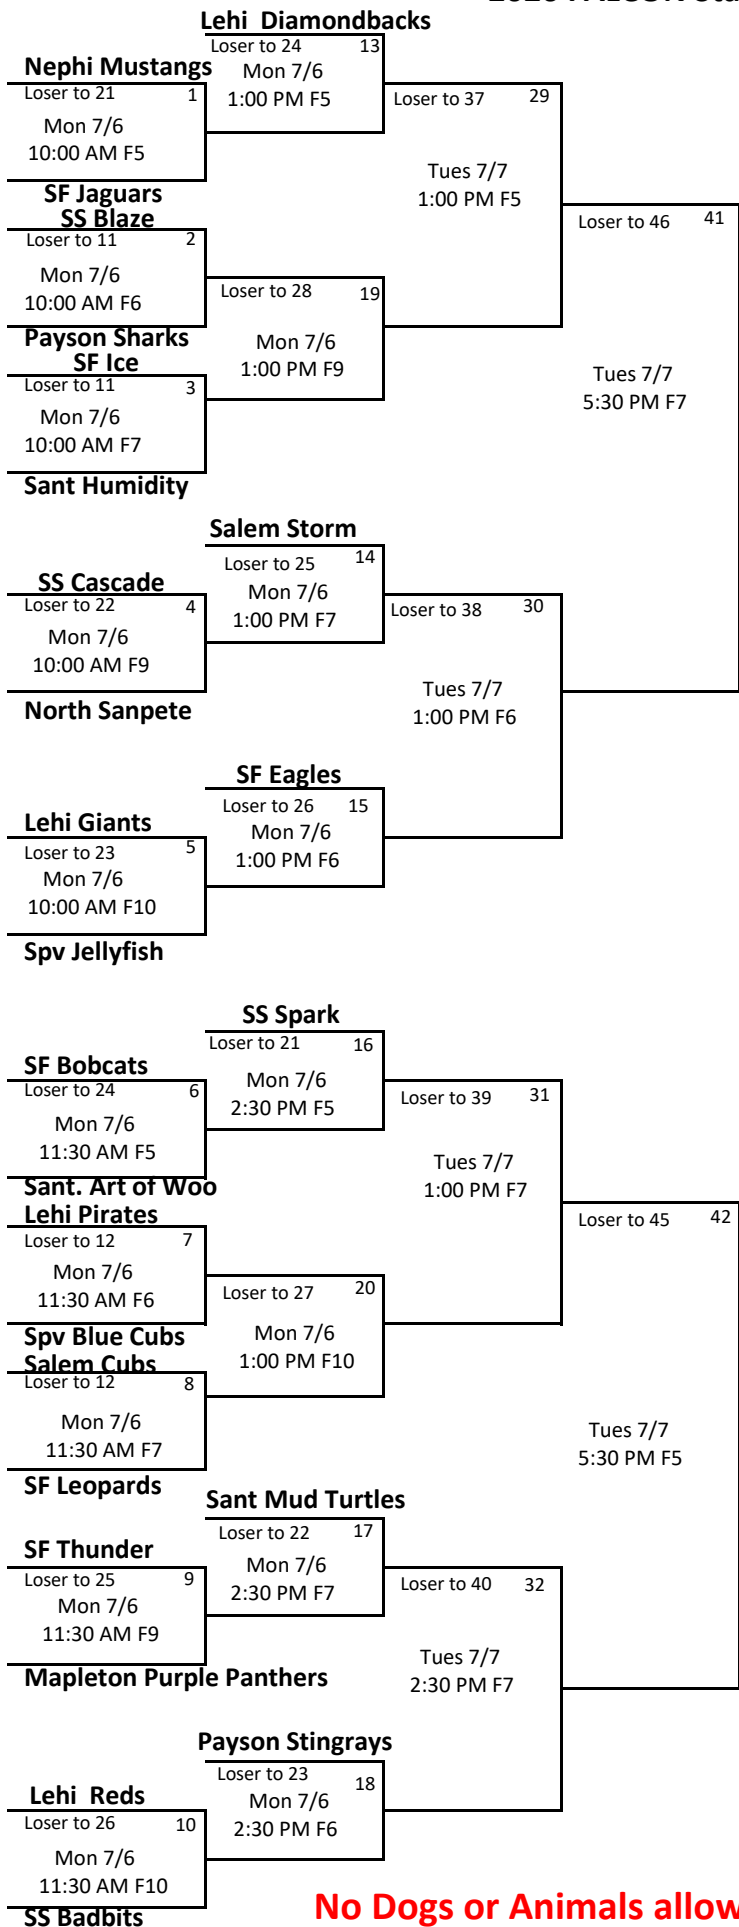 Lehi  Diamondbacks
Loser to 24 13
Nephi Mustangs
Mon 7/6
Loser to 21 1
1:00 PM F5
Loser to 37 29
Mon 7/6
10:00 AM F5
Tues 7/7
1:00 PM F5
SF Jaguars
SS Blaze
Loser to 46 41
Loser to 11 2
Mon 7/6
10:00 AM F6
Loser to 28 19
Payson Sharks
Mon 7/6
1:00 PM F9
SF Ice
Loser to 11 3
Tues 7/7
5:30 PM F7
Mon 7/6
10:00 AM F7
Sant Humidity
Salem Storm
Loser to 25 14
SS Cascade
Mon 7/6
Loser to 22 4
1:00 PM F7
Loser to 38 30
Mon 7/6
10:00 AM F9
Tues 7/7
1:00 PM F6
North Sanpete
SF Eagles
Loser to 26 15
Lehi Giants
Mon 7/6
Loser to 23 5
1:00 PM F6
Mon 7/6
10:00 AM F10
Spv Jellyfish
SS Spark
Loser to 21 16
SF Bobcats
Mon 7/6
Loser to 24 6
2:30 PM F5
Loser to 39 31
Mon 7/6
11:30 AM F5
Tues 7/7
1:00 PM F7
Sant. Art of Woo
Lehi Pirates
Loser to 45 42
Loser to 12 7
Mon 7/6
11:30 AM F6
Loser to 27 20
Spv Blue Cubs
Mon 7/6
1:00 PM F10
Salem Cubs
Loser to 12 8
Mon 7/6
11:30 AM F7
Tues 7/7
5:30 PM F5
SF Leopards
Sant Mud Turtles
Loser to 22 17
SF Thunder
Mon 7/6
Loser to 25 9
2:30 PM F7
Loser to 40 32
Mon 7/6
11:30 AM F9
Tues 7/7
2:30 PM F7
Mapleton Purple Panthers
Payson Stingrays
Loser to 23 18
Lehi  Reds
Mon 7/6
Loser to 26 10
2:30 PM F6
Mon 7/6
11:30 AM F10
SS Badbits
No Dogs or Animals allow